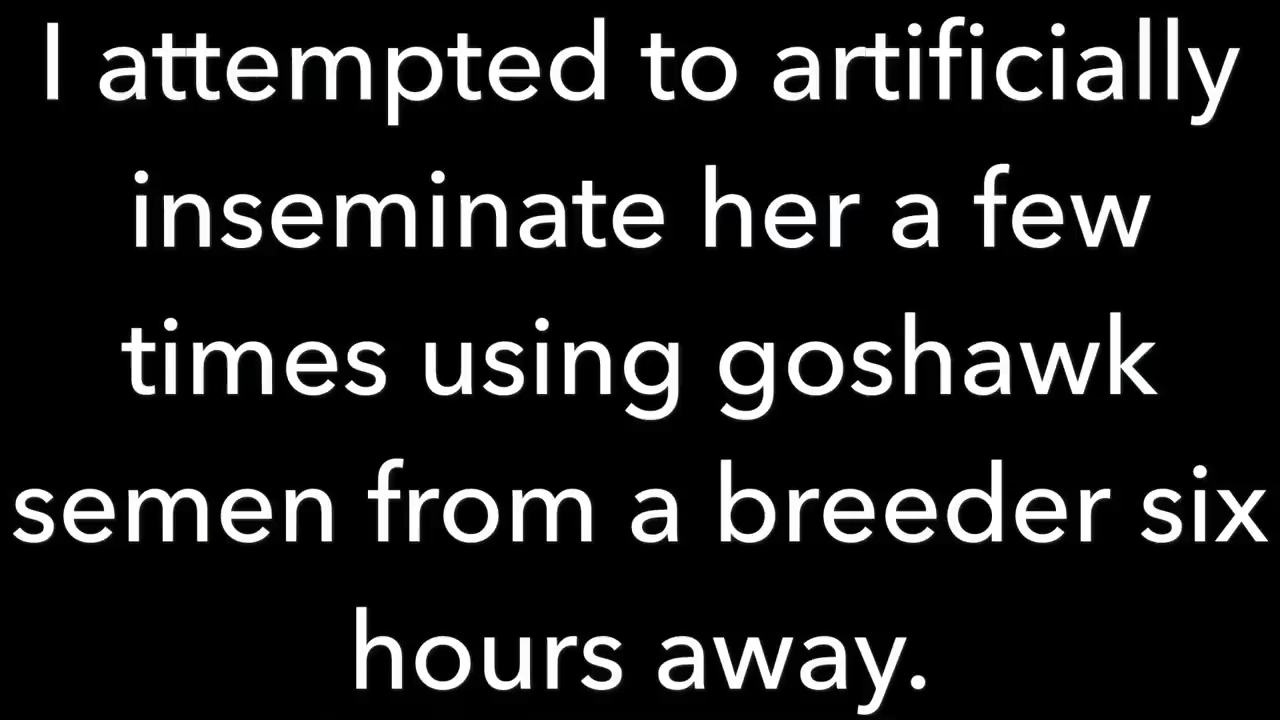 I attempted to artificially
inseminate her a few
times using goshawk
semen from a breeder six
hours away.